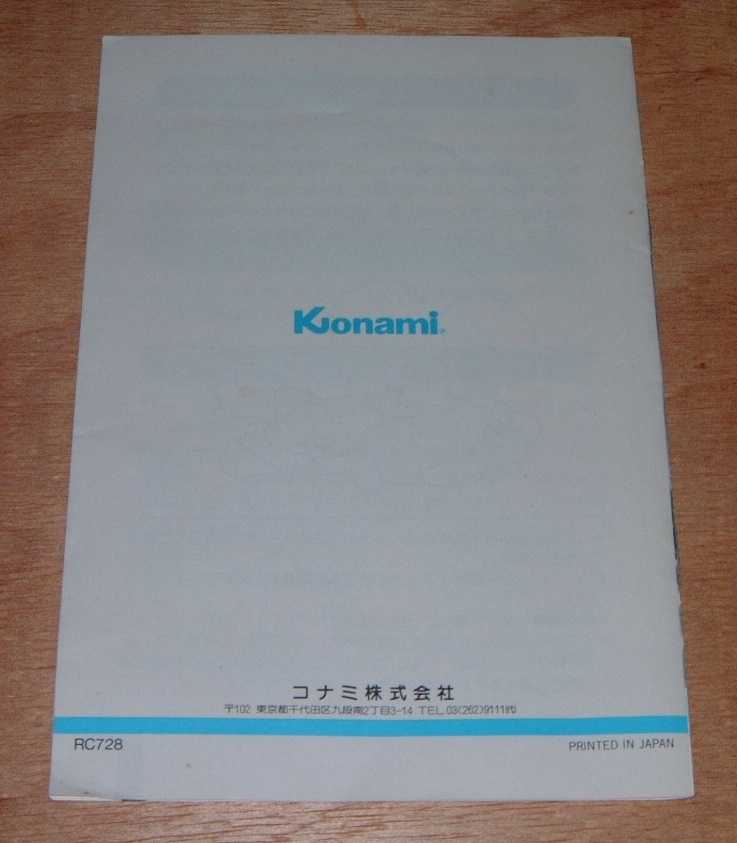 Konami®
コナミ株式会社
〒102 東京都千代田区九段南2丁目3-14 TEL.03(262)9111代
RC728
PRINTED IN JAPAN